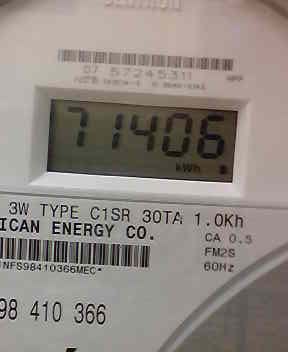 07 57245311
71406
kWh
3W TYPE C1SR 30TA 1.0Kh
ICAN ENERGY CO.
CA 0.5
FM2S
60Hz
*NFS98410366MEC*
98 410 366